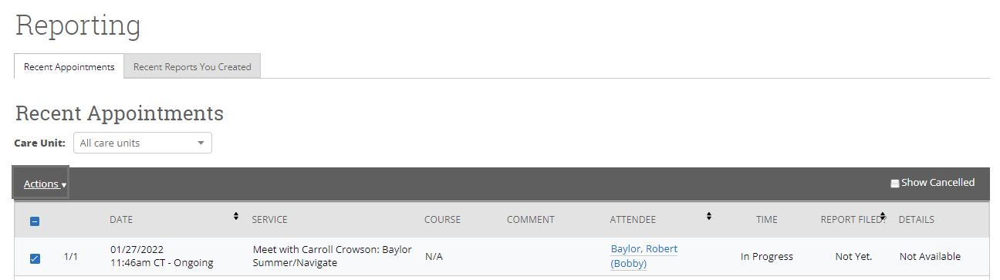 Reporting
Recent Appointments
Recent Reports You Created
Recent Appointments
Care Unit: All care units
Actions
Show Cancelled
DATE SERVICE COURSE COMMENT ATTENDEE TIME REPORT FILED? DETAILS
1/1
01/27/2022
11:46am CT - Ongoing
Meet with Carroll Crowson: Baylor
Summer/Navigate
N/A
Baylor, Robert
(Bobby)
In Progress
Not Yet.
Not Available